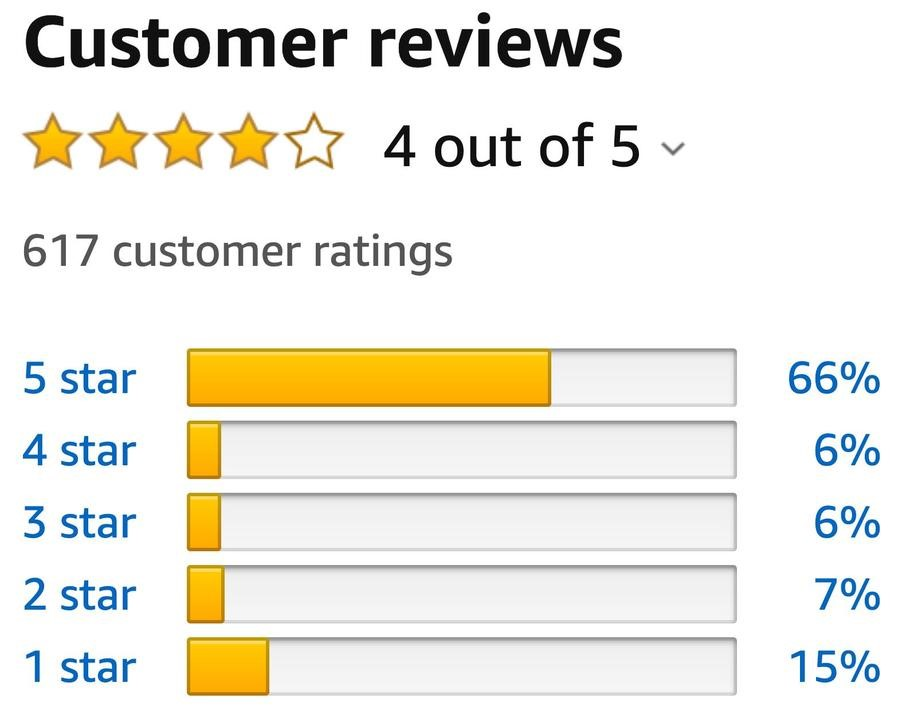 Customer reviews
4 out of 5
617 customer ratings
5 star 66%
4 star 6%
3 star 6%
2 star 7%
1 star 15%